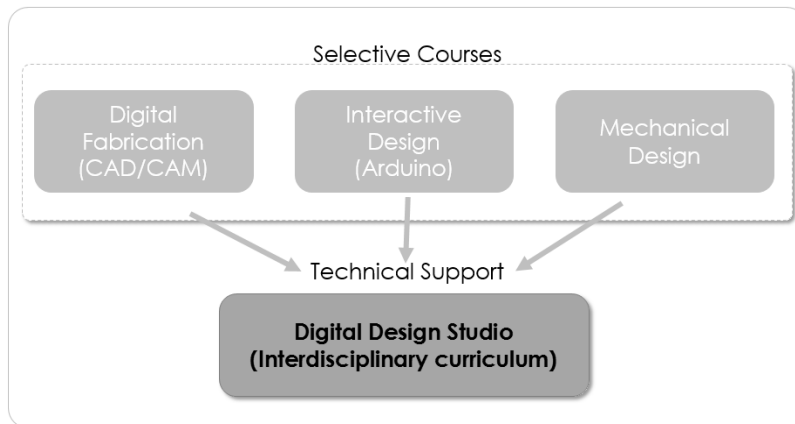 Selective Courses
Digital
Fabrication
(CAD/CAM)
Interactive
Design
(Arduino)
Mechanical
Design
Technical Support
Digital Design Studio
(Interdisciplinary curriculum)